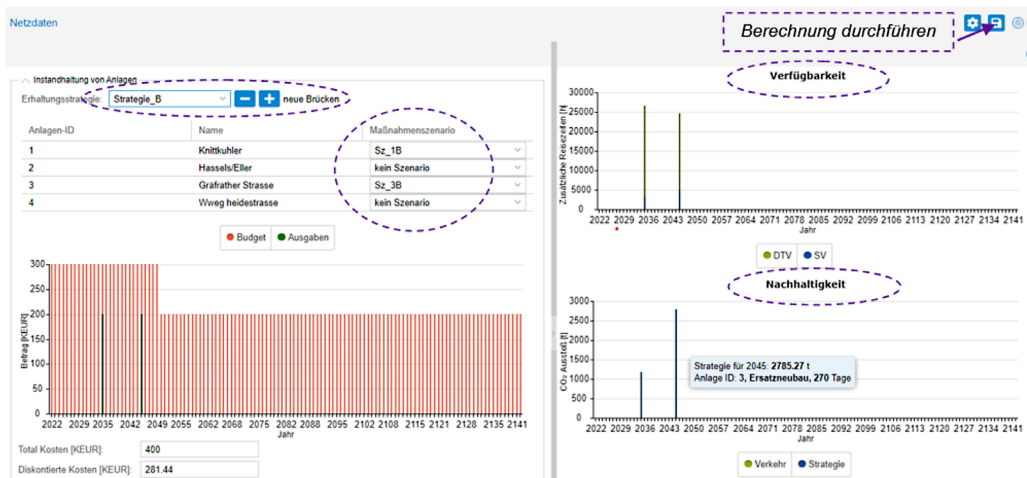 Netzdaten
Berechnung durchführen
Instandhaltung von Anlagen
Erhaltungsstrategie: Strategie_B neue Brücken
Anlagen-ID Name Maßnahmenszenario
1 Knittkuhler Sz_1B
2 Hassels/Eller kein Szenario
3 Gräfrather Strasse Sz_3B
4 Wweg heidestrasse kein Szenario
Budget Ausgaben
Betrag [KEUR]
300
250
200
150
100
50
0
2022 2029 2035 2042 2049 2055 2062 2068 2075 2082 2088 2095 2102 2108 2115 2121 2128 2135 2141
Jahr
Total Kosten [KEUR]: 400
Diskontierte Kosten [KEUR]: 281.44
Verfügbarkeit
Zusätzliche Reisezeiten [h]
30000
25000
20000
15000
10000
5000
0
2022 2029 2036 2043 2050 2057 2064 2071 2078 2085 2092 2099 2106 2113 2120 2127 2134 2141
Jahr
DTV SV
Nachhaltigkeit
CO₂ Ausstoß [t]
3000
2500
2000
1500
1000
500
0
Strategie für 2045: 2785.27 t
Anlage ID: 3, Ersatzneubau, 270 Tage
2022 2029 2036 2043 2050 2057 2064 2071 2078 2085 2092 2099 2106 2113 2120 2127 2134 2141
Jahr
Verkehr Strategie